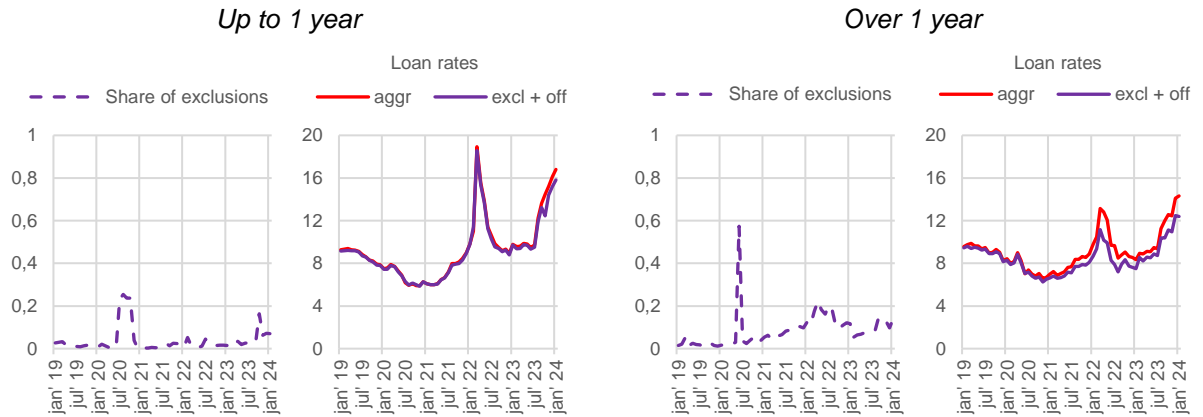 Up to 1 year
Over 1 year
Loan rates
Share of exclusions
aggr
excl + off
1
0,8
0,6
0,4
0,2
0
jan' 19
jul' 19
jan' 20
jul' 20
jan' 21
jul' 21
jan' 22
jul' 22
jan' 23
jul' 23
jan' 24
20
16
12
8
4
0
jan' 19
jul' 19
jan' 20
jul' 20
jan' 21
jul' 21
jan' 22
jul' 22
jan' 23
jul' 23
jan' 24
Loan rates
Share of exclusions
aggr
excl + off
1
0,8
0,6
0,4
0,2
0
jan' 19
jul' 19
jan' 20
jul' 20
jan' 21
jul' 21
jan' 22
jul' 22
jan' 23
jul' 23
jan' 24
20
16
12
8
4
0
jan' 19
jul' 19
jan' 20
jul' 20
jan' 21
jul' 21
jan' 22
jul' 22
jan' 23
jul' 23
jan' 24